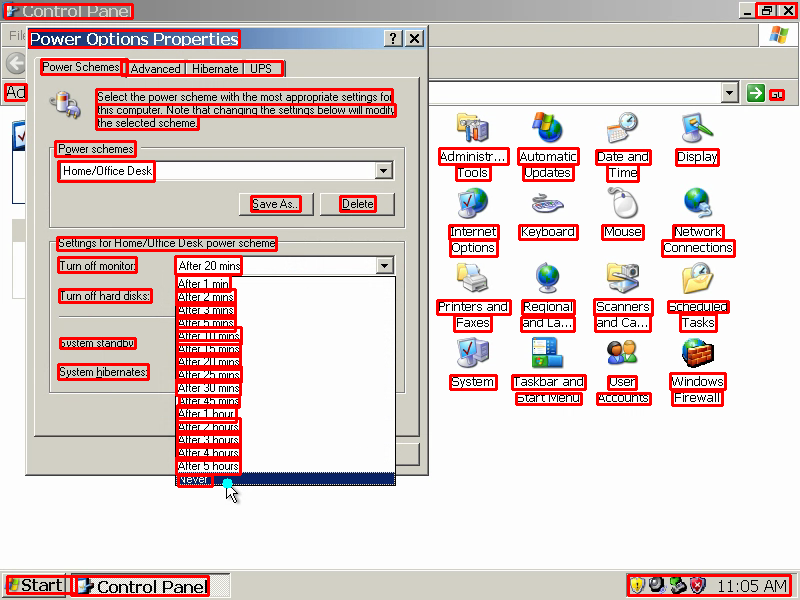 Control Panel
Power Options Properties
Power Schemes Advanced Hibernate UPS
Select the power scheme with the most appropriate settings for
this computer. Note that changing the settings below will modify
the selected scheme.
Power schemes
Home/Office Desk
Save As..
Delete
Settings for Home/Office Desk power scheme
Turn off monitor:
After 20 mins
Turn off hard disks:
System standby
System hibernates:
After 1 min
After 2 mins
After 3 mins
After 5 mins
After 10 mins
After 15 mins
After 20 mins
After 25 mins
After 30 mins
After 45 mins
After 1 hour
After 2 hours
After 3 hours
After 4 hours
After 5 hours
Never
Go
Administr...
Tools
Automatic
Updates
Date and
Time
Display
Internet
Options
Keyboard
Mouse
Network
Connections
Printers and
Faxes
Regional
and La...
Scanners
and Ca...
Scheduled
Tasks
System
Taskbar and
Start Menu
User
Accounts
Windows
Firewall
Start
Control Panel
11:05 AM